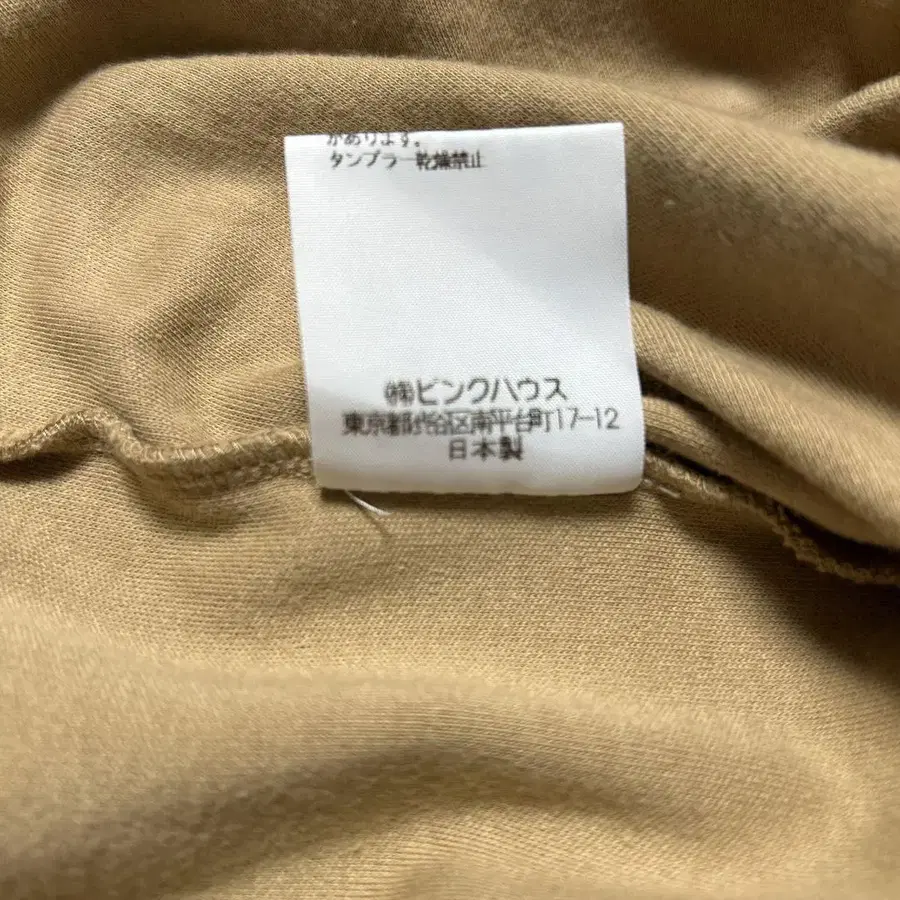 があります。
タンブラー乾燥禁止
㈱ピンクハウス
東京都渋谷区南平台町17-12
日本製